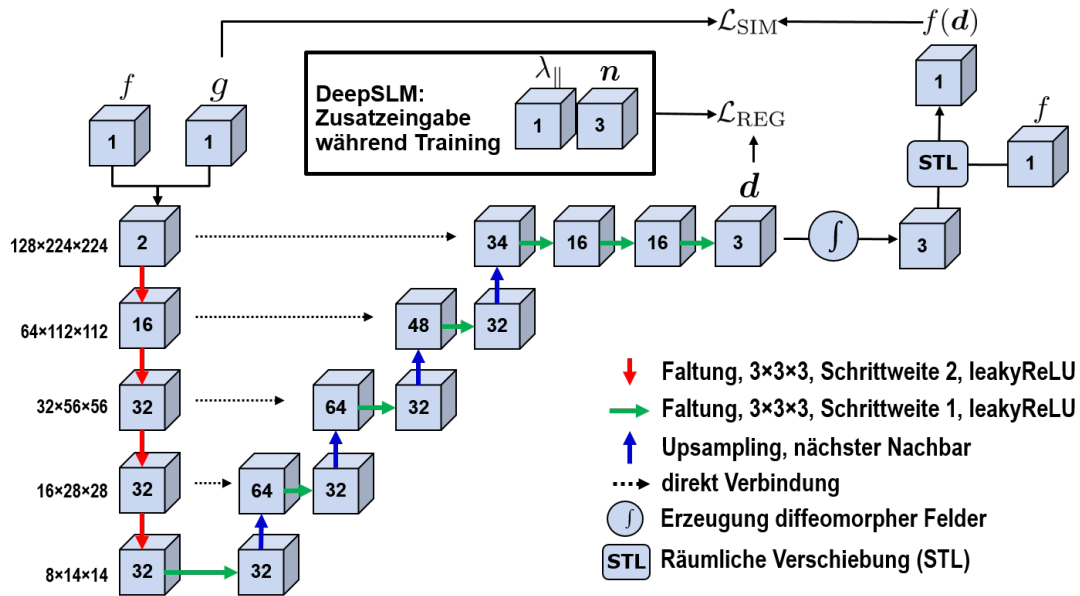 f
g
1
1
DeepSLM:
Zusatzeingabe
während Training
λ∥
n
1
3
ℒSIM
f(d)
1
ℒREG
d
STL
f
1
128×224×224
2
34
16
16
3
∫
3
64×112×112
16
48
32
32×56×56
32
64
32
16×28×28
32
64
32
8×14×14
32
32
Faltung, 3×3×3, Schrittweite 2, leakyReLU
Faltung, 3×3×3, Schrittweite 1, leakyReLU
Upsampling, nächster Nachbar
direkt Verbindung
∫ Erzeugung diffeomorpher Felder
STL Räumliche Verschiebung (STL)